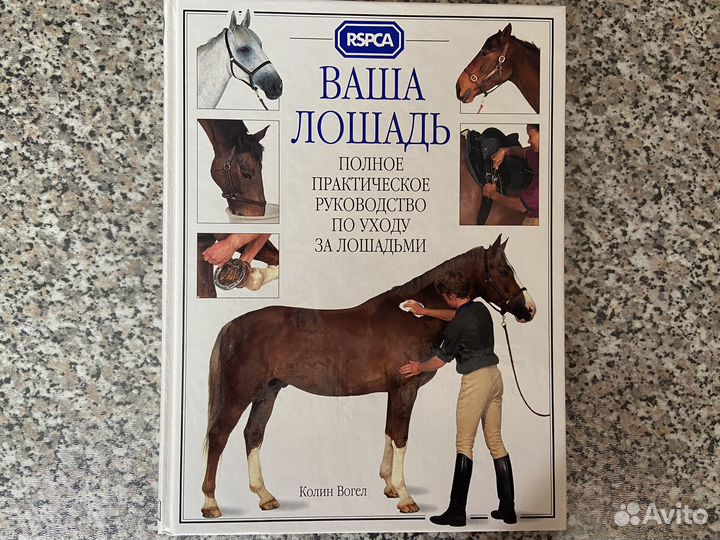 RSPCA
ВАША
ЛОШАДЬ
ПОЛНОЕ
ПРАКТИЧЕСКОЕ
РУКОВОДСТВО
ПО УХОДУ
ЗА ЛОШАДЬМИ
Колин Вогел
Avito